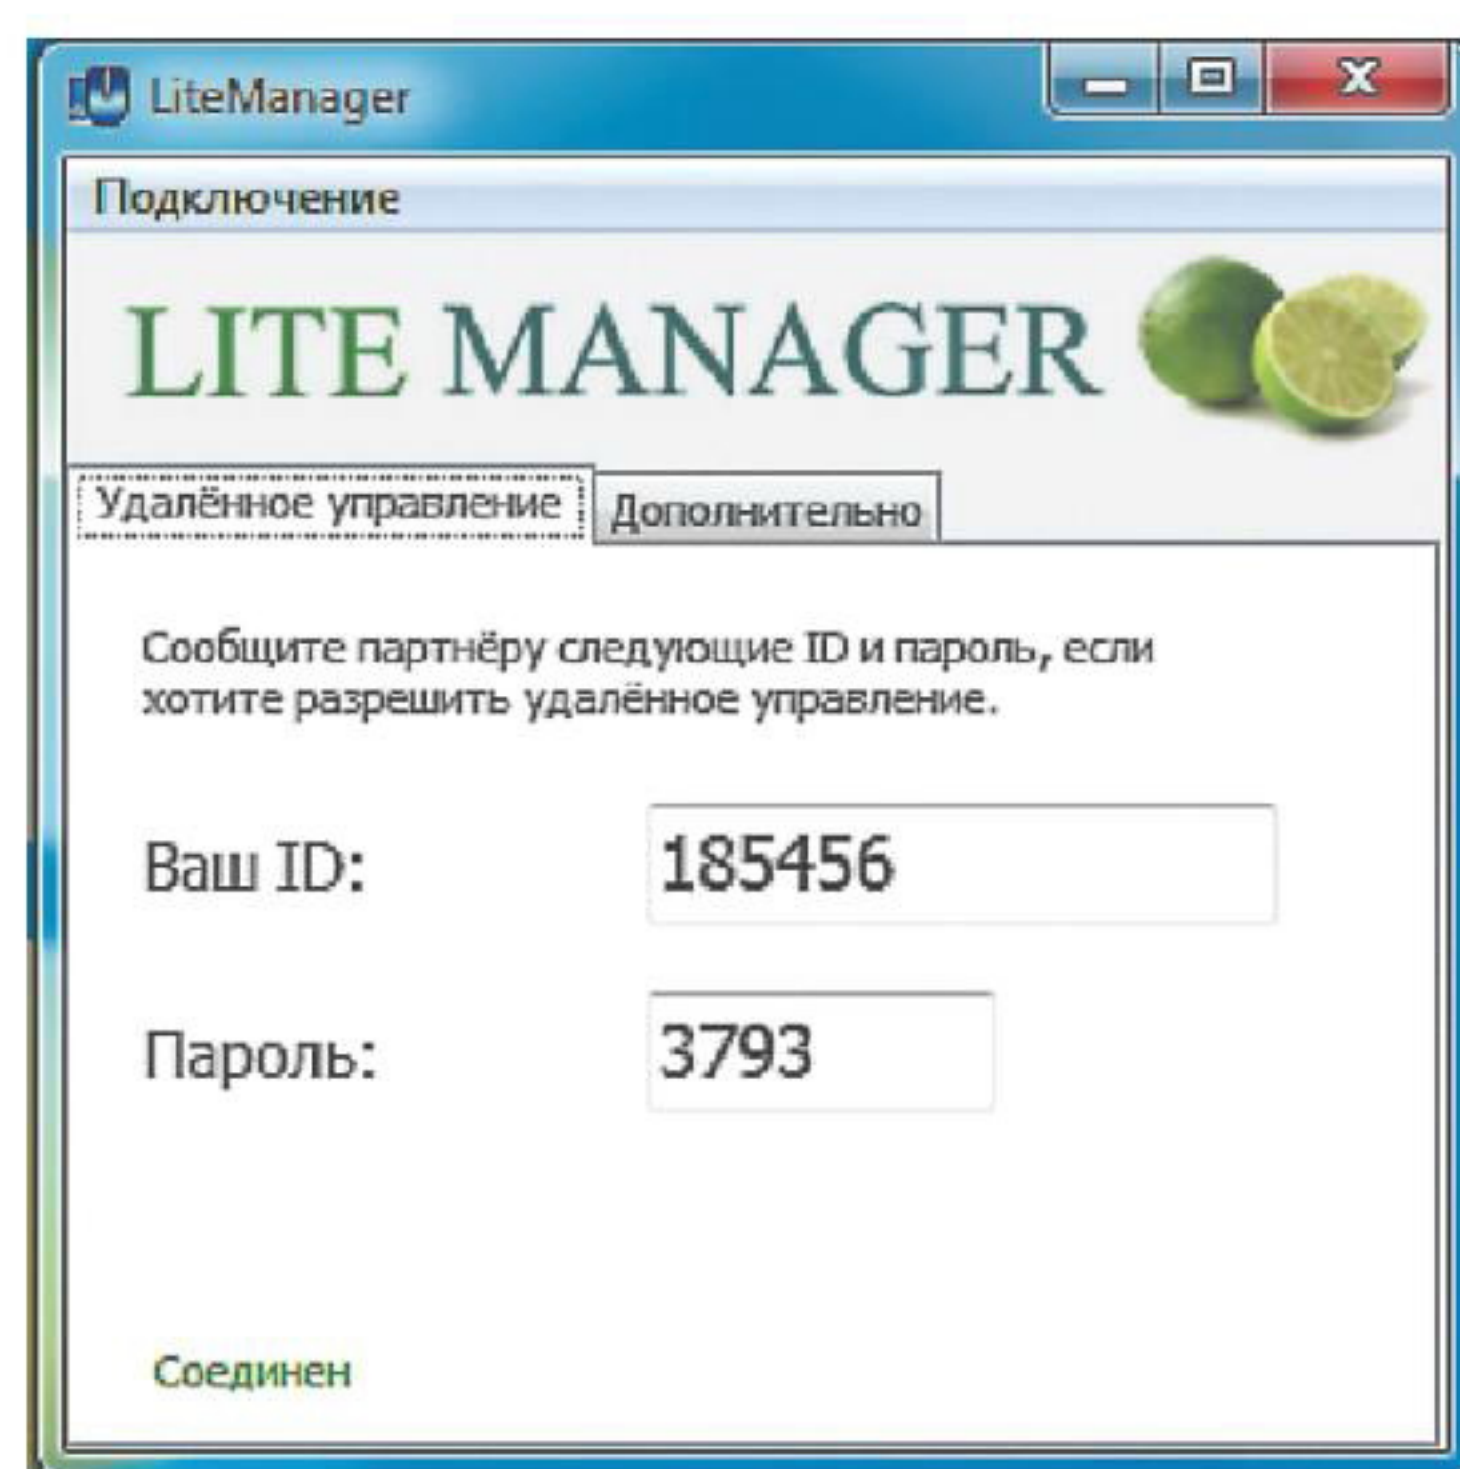 LiteManager
Подключение
LITE MANAGER
Удалённое управление
Дополнительно
Сообщите партнёру следующие ID и пароль, если
хотите разрешить удалённое управление.
Ваш ID:
185456
Пароль:
3793
Соединен